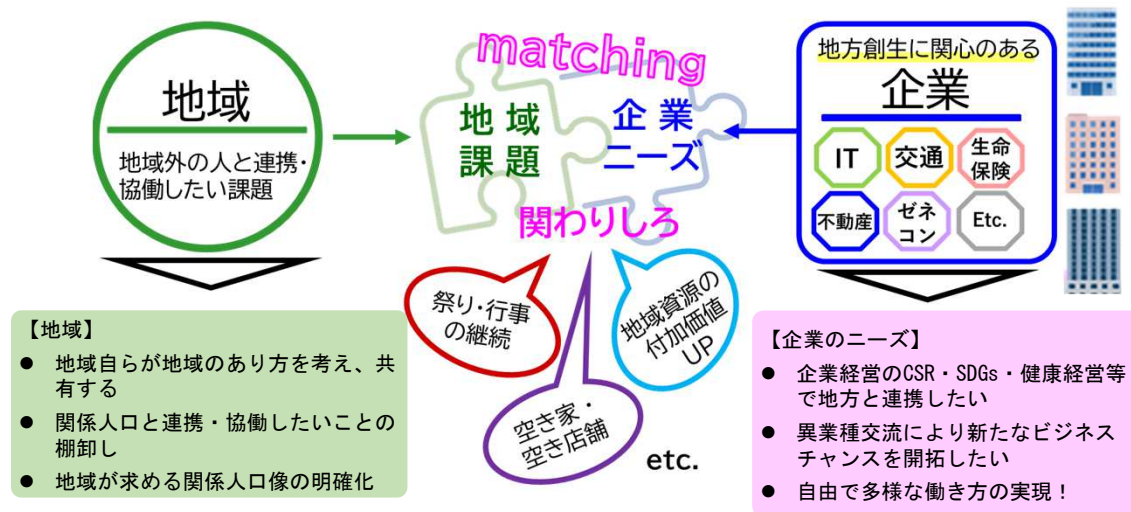 地域
地域外の人と連携・
協働したい課題
matching
地域
課題
企業
ニーズ
関わりしろ
祭り・行事
の継続
空き家・
空き店舗
地域資源の
付加価値
UP
etc.
地方創生に関心のある
企業
IT
交通
生命
保険
不動産
ゼネ
コン
Etc.
【地域】
● 地域自らが地域のあり方を考え、共
有する
● 関係人口と連携・協働したいことの
棚卸し
● 地域が求める関係人口像の明確化
【企業のニーズ】
● 企業経営のCSR・SDGs・健康経営等
で地方と連携したい
● 異業種交流により新たなビジネス
チャンスを開拓したい
● 自由で多様な働き方の実現！